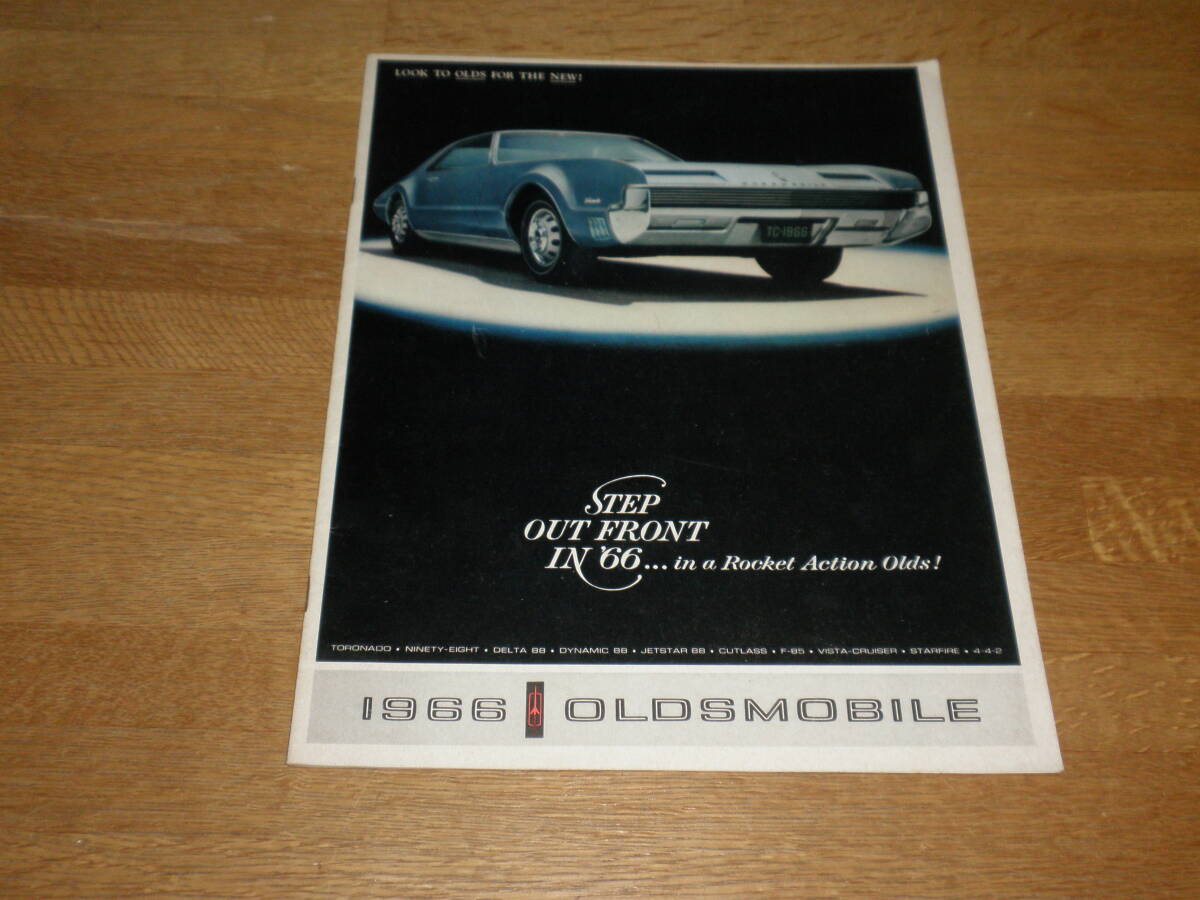 LOOK TO OLDS FOR THE NEW!
OLDSMOBILE
TC-1966
STEP
OUT FRONT
IN '66... in a Rocket Action Olds!
TORONADO • NINETY-EIGHT • DELTA 88 • DYNAMIC 88 • JETSTAR 88 • CUTLASS • F-85 • VISTA-CRUISER • STARFIRE • 4-4-2
1966 OLDSMOBILE